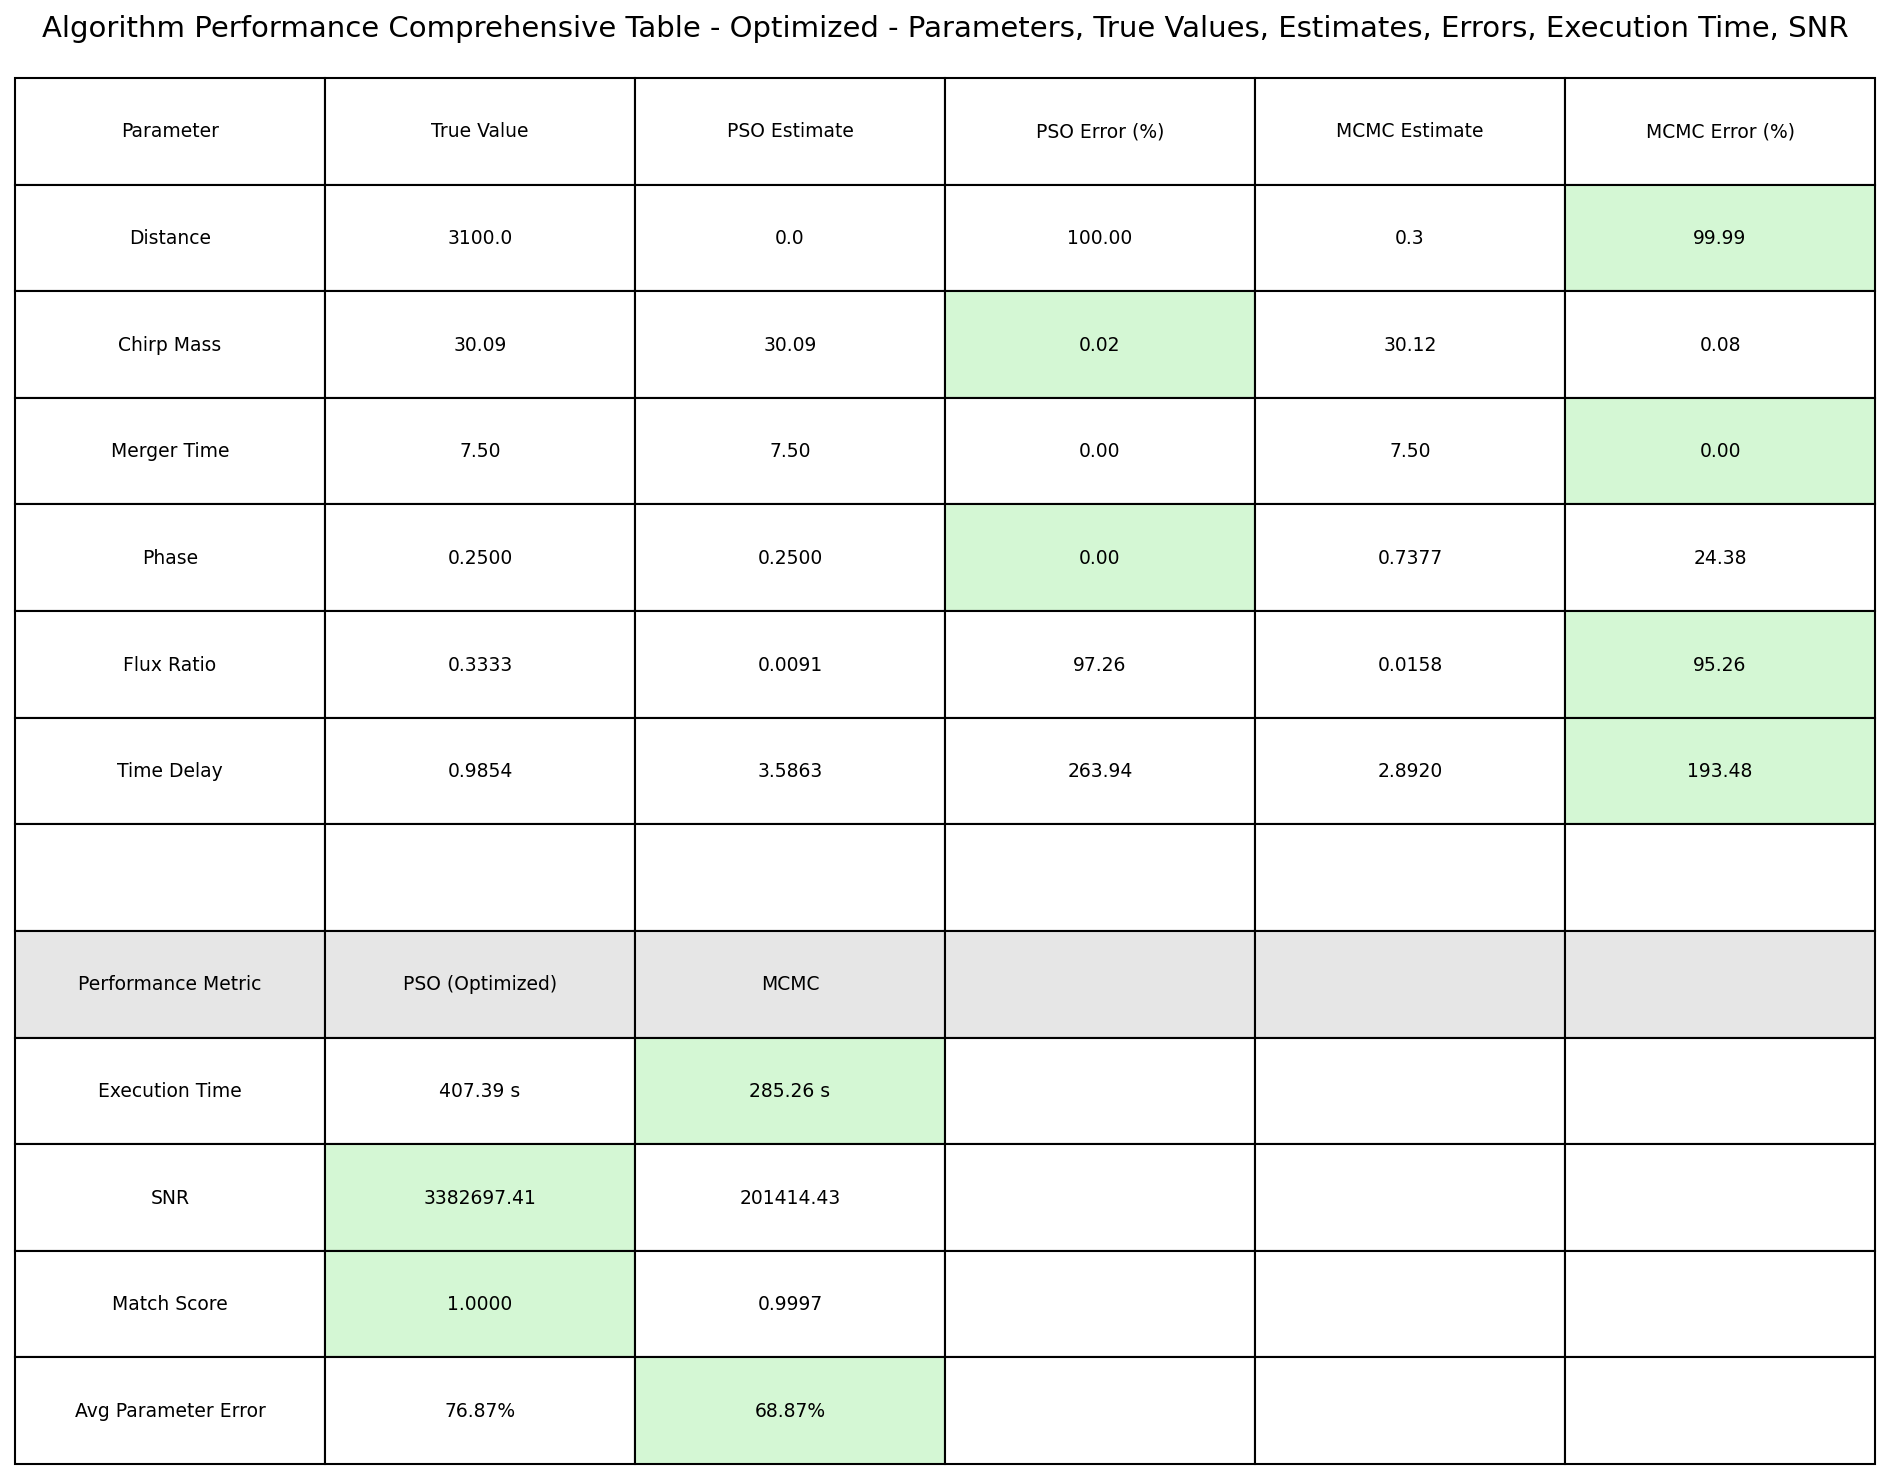 Algorithm Performance Comprehensive Table - Optimized - Parameters, True Values, Estimates, Errors, Execution Time, SNR
Parameter True Value PSO Estimate PSO Error (%) MCMC Estimate MCMC Error (%)
Distance 3100.0 0.0 100.00 0.3 99.99
Chirp Mass 30.09 30.09 0.02 30.12 0.08
Merger Time 7.50 7.50 0.00 7.50 0.00
Phase 0.2500 0.2500 0.00 0.7377 24.38
Flux Ratio 0.3333 0.0091 97.26 0.0158 95.26
Time Delay 0.9854 3.5863 263.94 2.8920 193.48
Performance Metric PSO (Optimized) MCMC
Execution Time 407.39 s 285.26 s
SNR 3382697.41 201414.43
Match Score 1.0000 0.9997
Avg Parameter Error 76.87% 68.87%